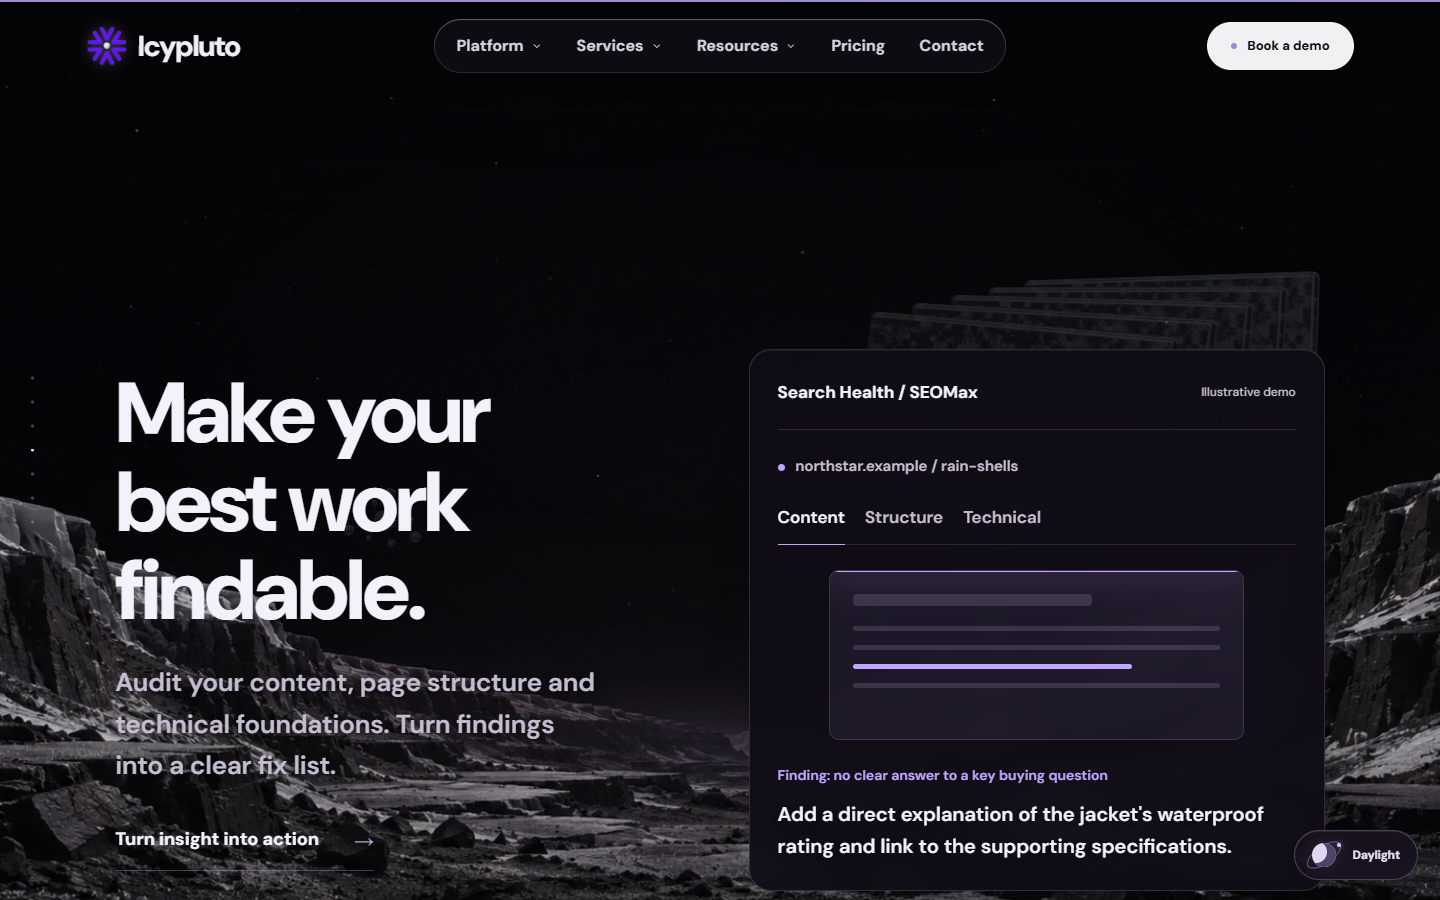 Icypluto
Platform
Services
Resources
Pricing
Contact
Book a demo
Make your
best work
findable.
Audit your content, page structure and
technical foundations. Turn findings
into a clear fix list.
Turn insight into action →
Search Health / SEOMax
Illustrative demo
northstar.example / rain-shells
Content
Structure
Technical
Finding: no clear answer to a key buying question
Add a direct explanation of the jacket's waterproof
rating and link to the supporting specifications.
Daylight